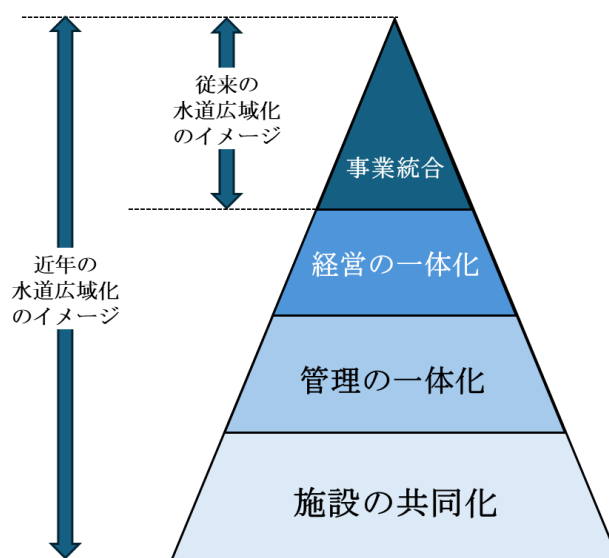 従来の
水道広域化
のイメージ
事業統合
近年の
水道広域化
のイメージ
経営の一体化
管理の一体化
施設の共同化